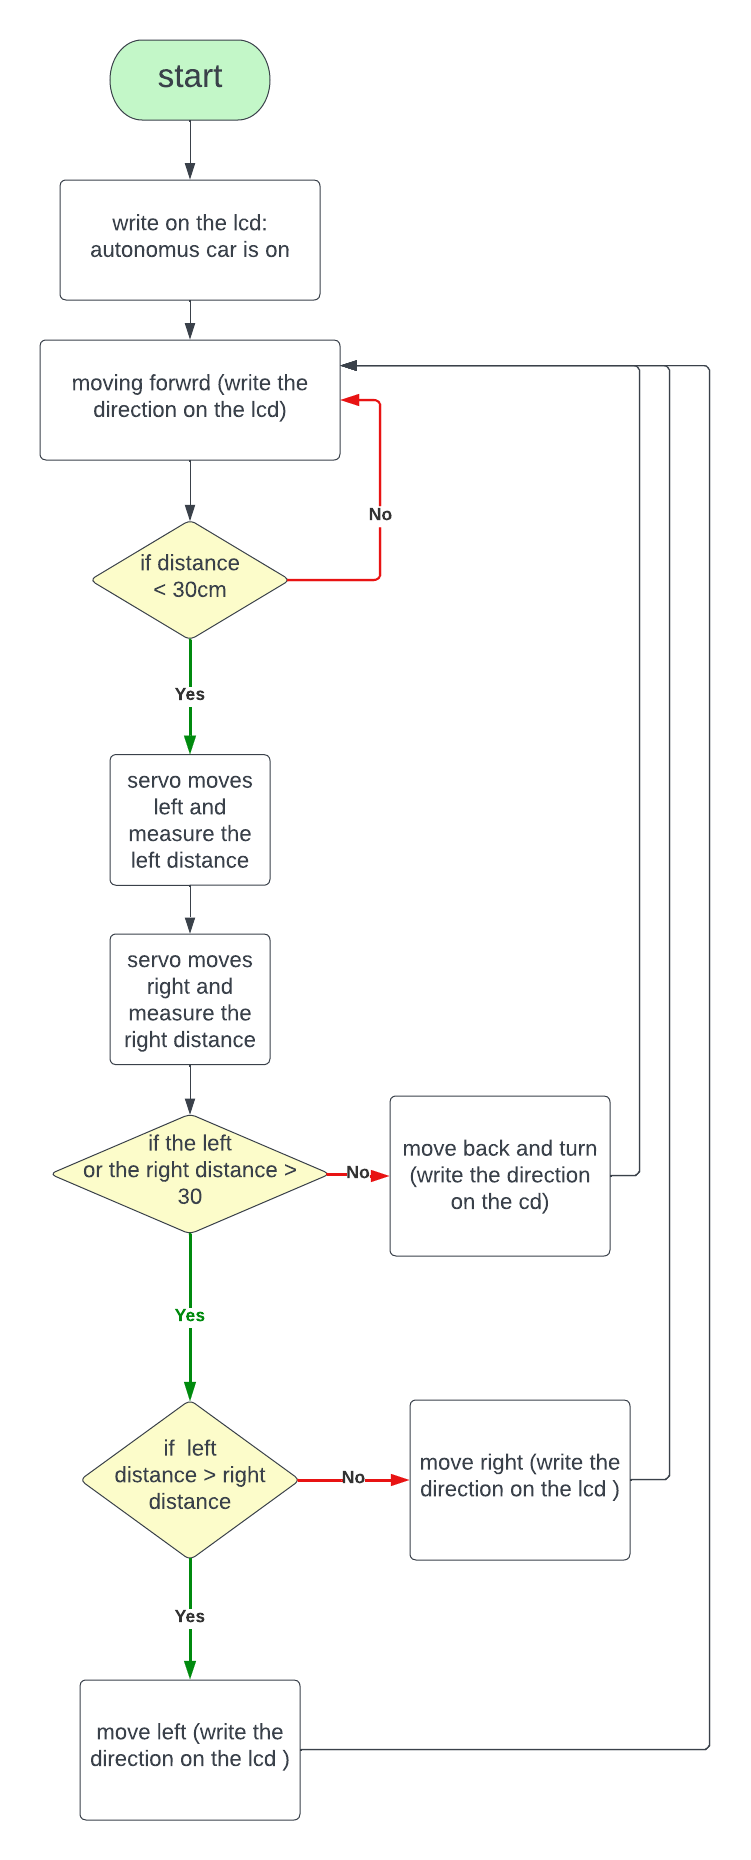 start
write on the lcd:
autonomus car is on
moving forwrd (write the
direction on the lcd)
No
if distance
< 30cm
Yes
servo moves
left and
measure the
left distance
servo moves
right and
measure the
right distance
if the left
or the right distance >
30
No
move back and turn
(write the direction
on the cd)
Yes
if  left
distance > right
distance
No
move right (write the
direction on the lcd )
Yes
move left (write the
direction on the lcd )